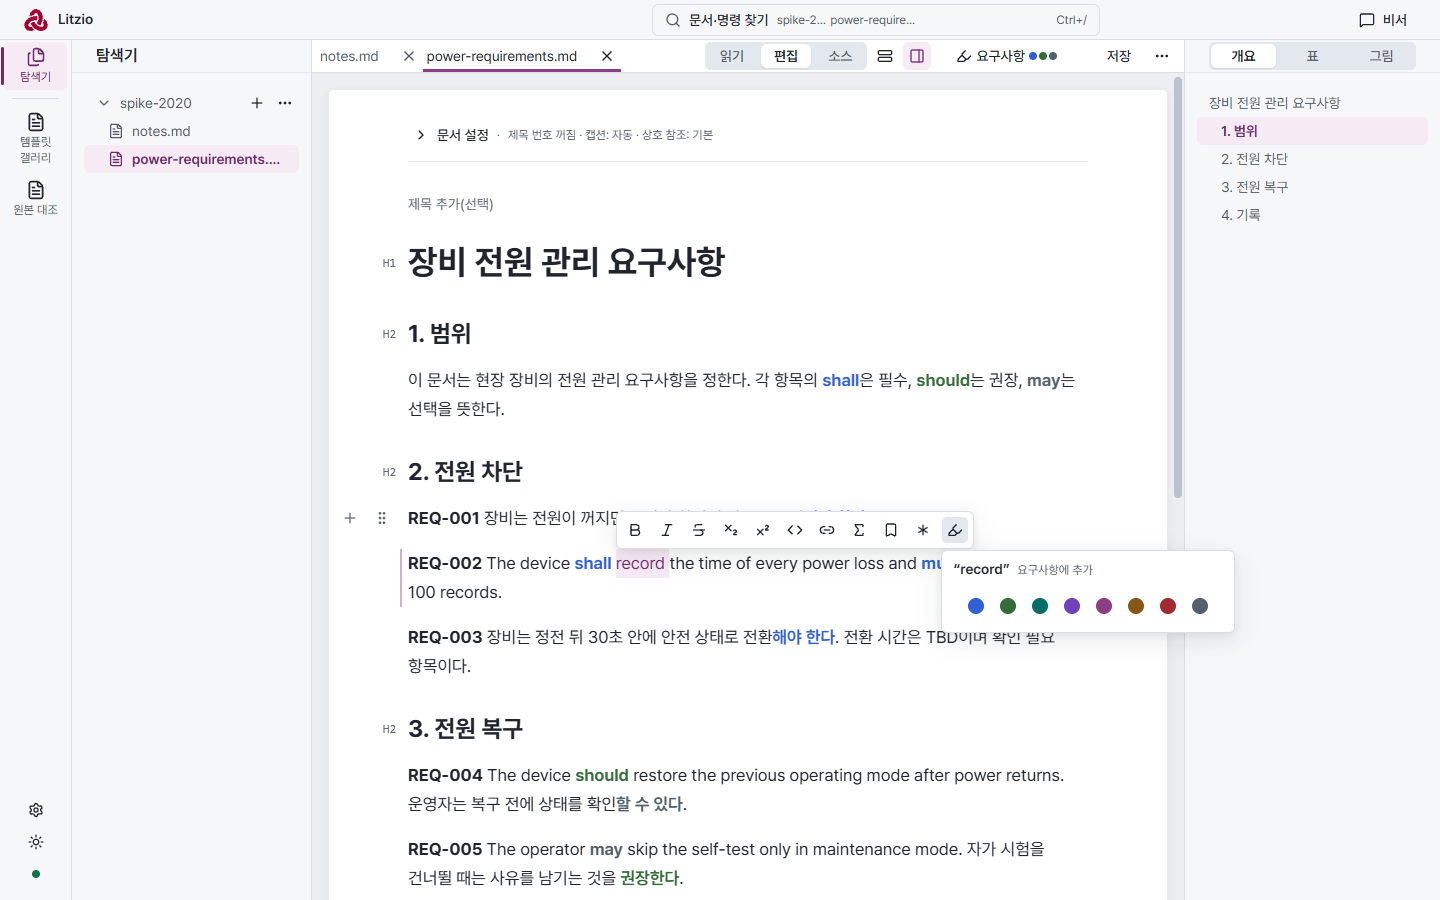 Litzio
문서·명령 찾기 spike-2... power-require... Ctrl+/
비서
탐색기
템플릿
갤러리
원본 대조
탐색기
spike-2020
notes.md
power-requirements....
notes.md
power-requirements.md
읽기 편집 소스
요구사항
저장
문서 설정 · 제목 번호 꺼짐 · 캡션: 자동 · 상호 참조: 기본
제목 추가(선택)
H1 장비 전원 관리 요구사항
H2 1. 범위
이 문서는 현장 장비의 전원 관리 요구사항을 정한다. 각 항목의 shall은 필수, should는 권장, may는
선택을 뜻한다.
H2 2. 전원 차단
REQ-001 장비는 전원이 꺼지면
REQ-002 The device shall record the time of every power loss and
100 records.
“record” 요구사항에 추가
REQ-003 장비는 정전 뒤 30초 안에 안전 상태로 전환해야 한다. 전환 시간은 TBD이며 확인 필요
항목이다.
H2 3. 전원 복구
REQ-004 The device should restore the previous operating mode after power returns.
운영자는 복구 전에 상태를 확인할 수 있다.
REQ-005 The operator may skip the self-test only in maintenance mode. 자가 시험을
건너뛸 때는 사유를 남기는 것을 권장한다.
개요 표 그림
장비 전원 관리 요구사항
1. 범위
2. 전원 차단
3. 전원 복구
4. 기록